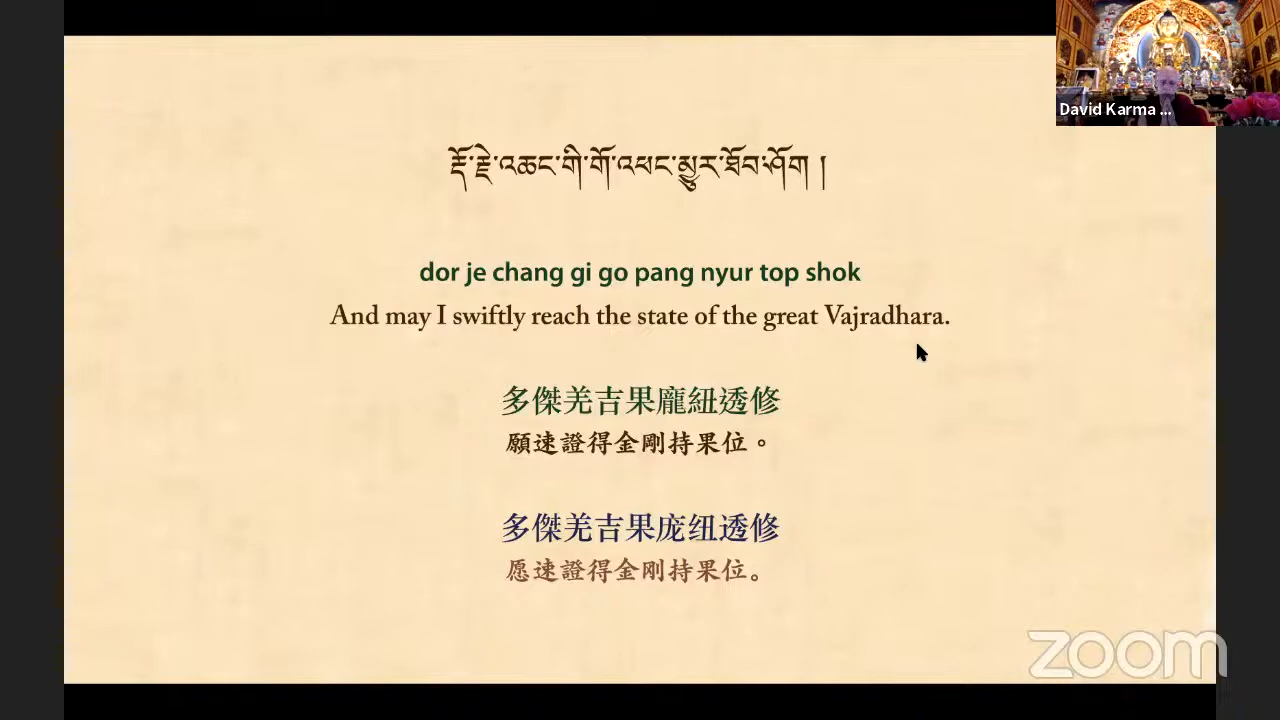 David Karma ...
རྡོ་རྗེ་འཆང་གི་གོ་འཕང་མྱུར་ཐོབ་ཤོག །
dor je chang gi go pang nyur top shok
And may I swiftly reach the state of the great Vajradhara.
多傑羌吉果龐紐透修
願速證得金剛持果位。
多傑羌吉果庞纽透修
愿速證得金剛持果位。
zoom